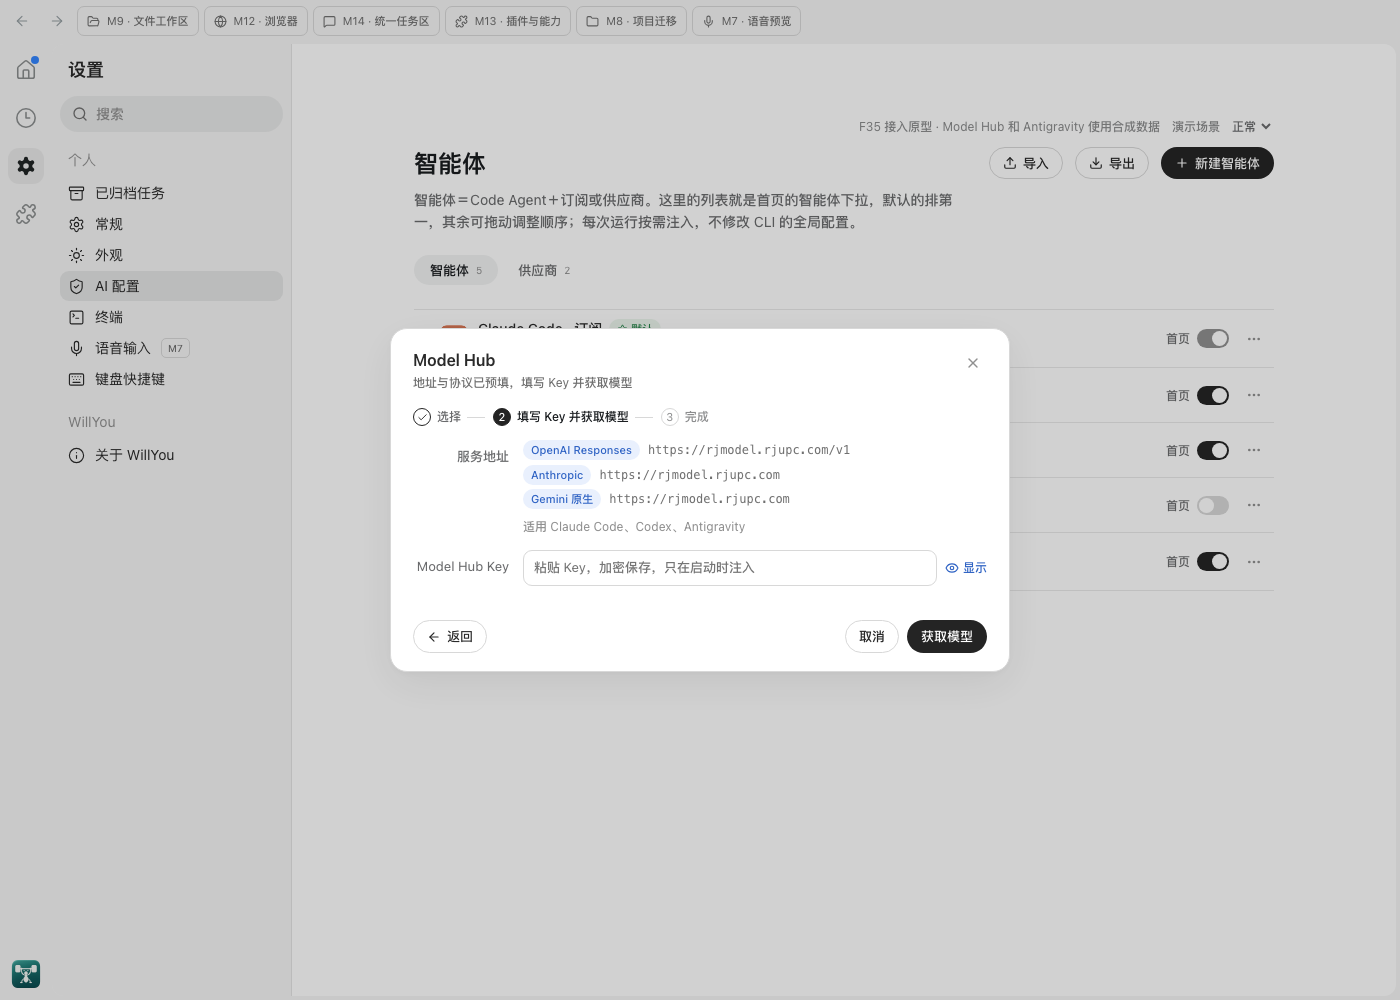 M9 · 文件工作区
M12 · 浏览器
M14 · 统一任务区
M13 · 插件与能力
M8 · 项目迁移
M7 · 语音预览
设置
搜索
个人
已归档任务
常规
外观
AI 配置
终端
语音输入 M7
键盘快捷键
WillYou
关于 WillYou
F35 接入原型 · Model Hub 和 Antigravity 使用合成数据 演示场景 正常
智能体
导入
导出
新建智能体
智能体＝Code Agent＋订阅或供应商。这里的列表就是首页的智能体下拉，默认的排第
一，其余可拖动调整顺序；每次运行按需注入，不修改 CLI 的全局配置。
智能体 5
供应商 2
Claude Code · 订阅 默认
首页
首页
首页
首页
首页
Model Hub
地址与协议已预填，填写 Key 并获取模型
选择
2 填写 Key 并获取模型
3 完成
服务地址
OpenAI Responses https://rjmodel.rjupc.com/v1
Anthropic https://rjmodel.rjupc.com
Gemini 原生 https://rjmodel.rjupc.com
适用 Claude Code、Codex、Antigravity
Model Hub Key
粘贴 Key，加密保存，只在启动时注入
显示
返回
取消
获取模型